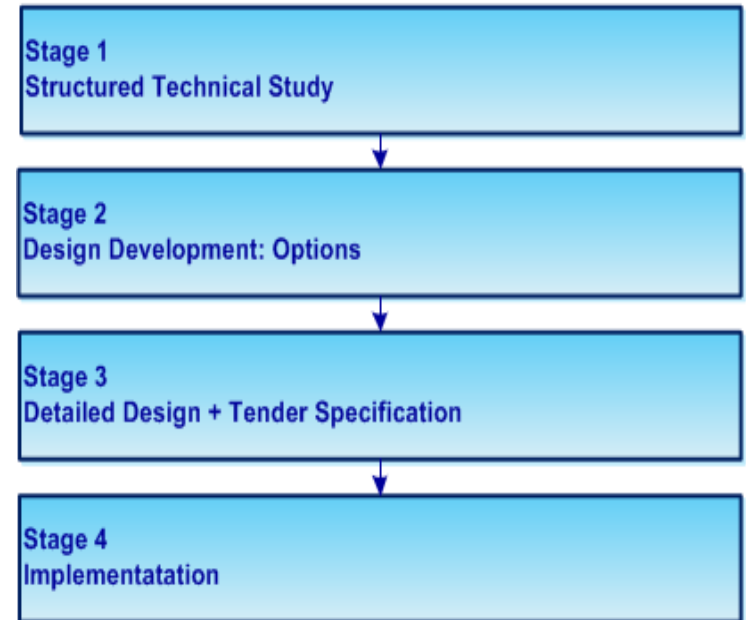 Stage 1
Structured Technical Study
Stage 2
Design Development: Options
Stage 3
Detailed Design + Tender Specification
Stage 4
Implementatation